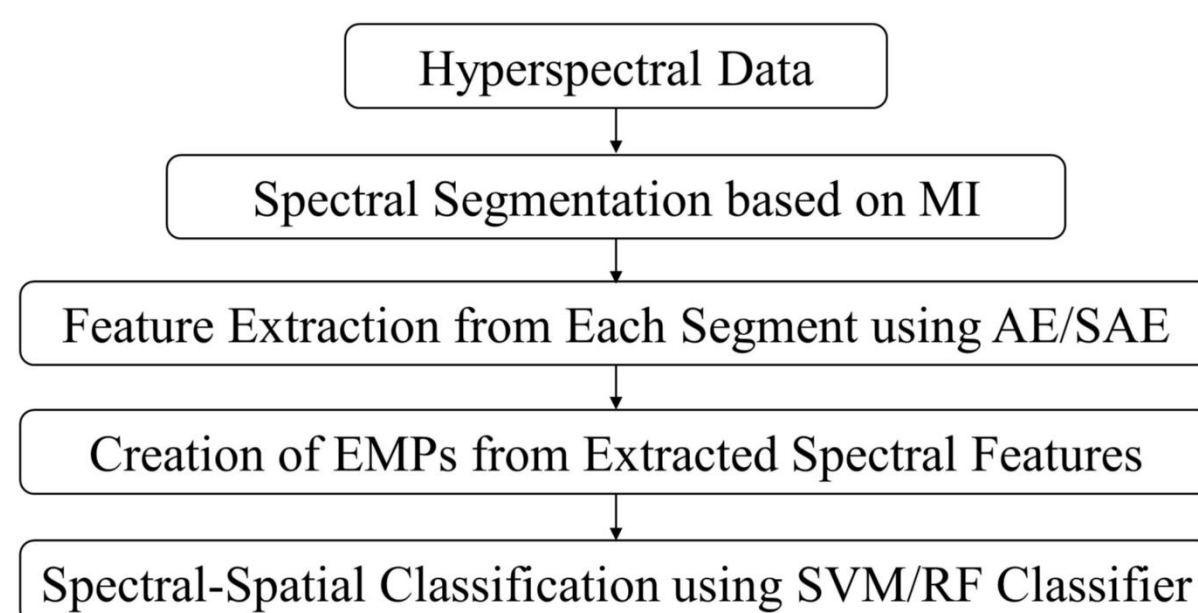 Hyperspectral Data
Spectral Segmentation based on MI
Feature Extraction from Each Segment using AE/SAE
Creation of EMPs from Extracted Spectral Features
Spectral-Spatial Classification using SVM/RF Classifier